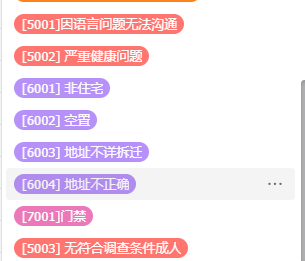 [5001]因语言问题无法沟通
[5002] 严重健康问题
[6001] 非住宅
[6002] 空置
[6003] 地址不详拆迁
[6004] 地址不正确
[7001]门禁
[5003] 无符合调查条件成人